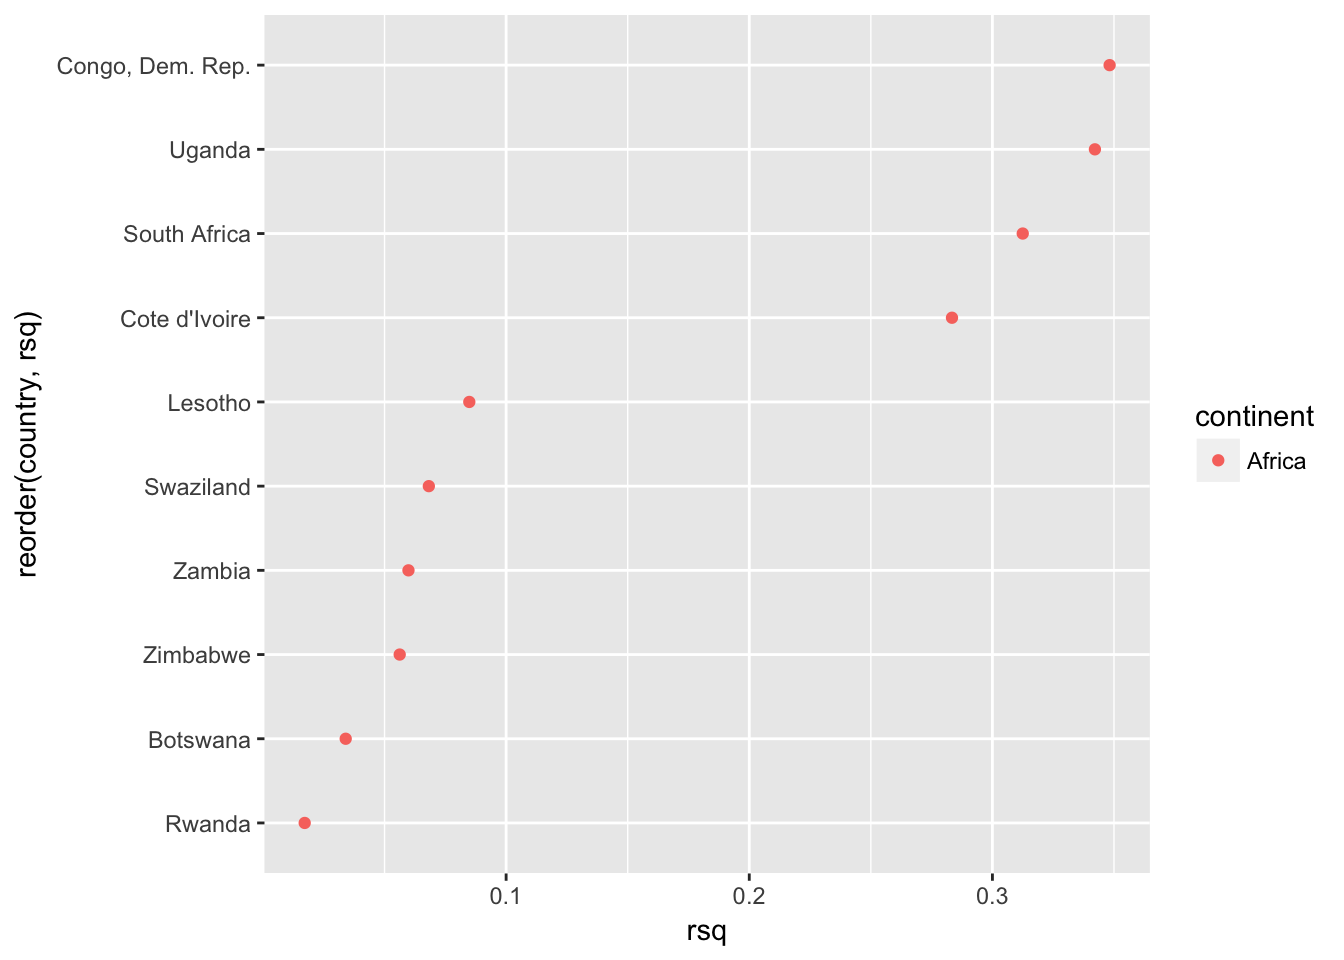 Congo, Dem. Rep.
Uganda
South Africa
Cote d'Ivoire
Lesotho
Swaziland
Zambia
Zimbabwe
Botswana
Rwanda
reorder(country, rsq)
0.1 0.2 0.3
rsq
continent
Africa